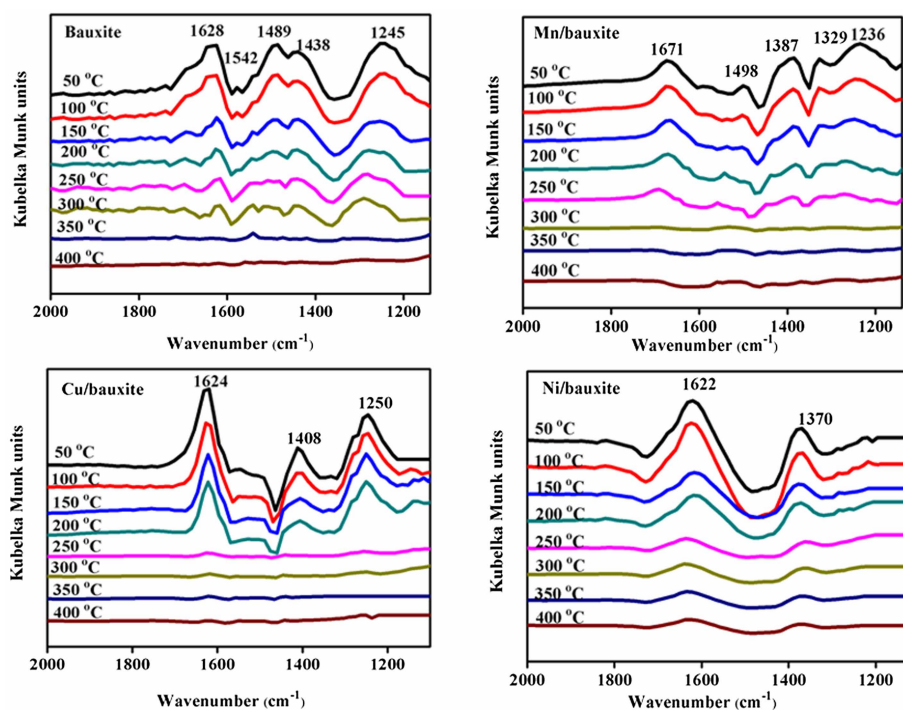 Bauxite
1628
1542
1489
1438
1245
50 °C
100 °C
150 °C
200 °C
250 °C
300 °C
350 °C
400 °C
Kubelka Munk units
2000 1800 1600 1400 1200
Wavenumber (cm-1)
Mn/bauxite
1671
1498
1387
1329
1236
50 °C
100 °C
150 °C
200 °C
250 °C
300 °C
350 °C
400 °C
Kubelka Munk units
2000 1800 1600 1400 1200
Wavenumber (cm-1)
Cu/bauxite
1624
1408
1250
50 °C
100 °C
150 °C
200 °C
250 °C
300 °C
350 °C
400 °C
Kubelka Munk units
2000 1800 1600 1400 1200
Wavenumber (cm-1)
Ni/bauxite
1622
1370
50 °C
100 °C
150 °C
200 °C
250 °C
300 °C
350 °C
400 °C
Kubelka Munk units
2000 1800 1600 1400 1200
Wavenumber (cm-1)